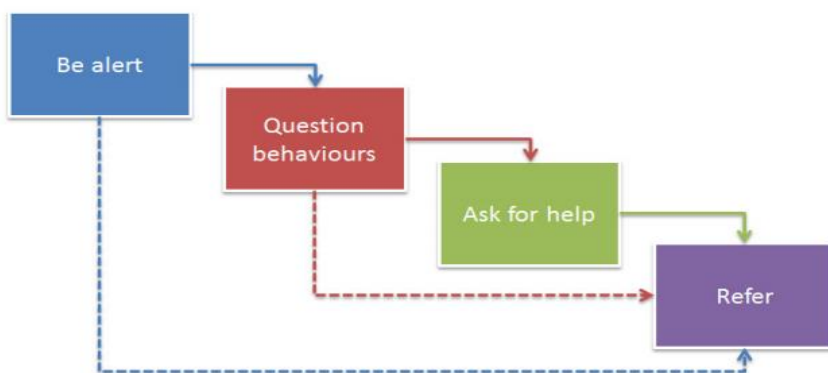 Be alert
Question
behaviours
Ask for help
Refer